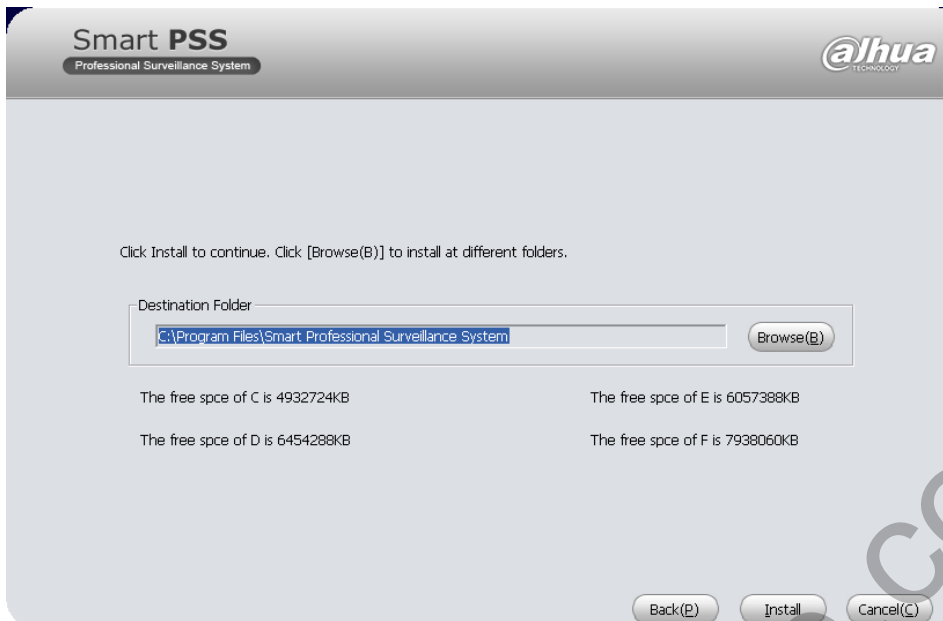 Smart PSS
Professional Surveillance System
alhua
TECHNOLOGY
Click Install to continue. Click [Browse(B)] to install at different folders.
Destination Folder
C:\Program Files\Smart Professional Surveillance System
Browse(B)
The free spce of C is 4932724KB
The free spce of E is 6057388KB
The free spce of D is 6454288KB
The free spce of F is 7938060KB
Back(P)
Install
Cancel(C)